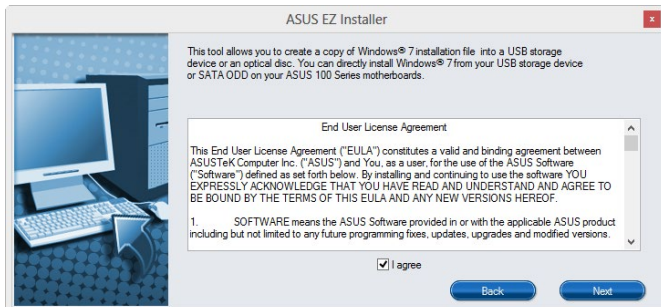 ASUS EZ Installer
x
This tool allows you to create a copy of Windows® 7 installation file into a USB storage
device or an optical disc. You can directly install Windows® 7 from your USB storage device
or SATA ODD on your ASUS 100 Series motherboards.
End User License Agreement
This End User License Agreement ("EULA") constitutes a valid and binding agreement between
ASUSTeK Computer Inc. ("ASUS") and You, as a user, for the use of the ASUS Software
("Software") defined as set forth below. By installing and continuing to use the software YOU
EXPRESSLY ACKNOWLEDGE THAT YOU HAVE READ AND UNDERSTAND AND AGREE TO
BE BOUND BY THE TERMS OF THIS EULA AND ANY NEW VERSIONS HEREOF.
1. SOFTWARE means the ASUS Software provided in or with the applicable ASUS product
including but not limited to any future programming fixes, updates, upgrades and modified versions.
I agree
Back Next